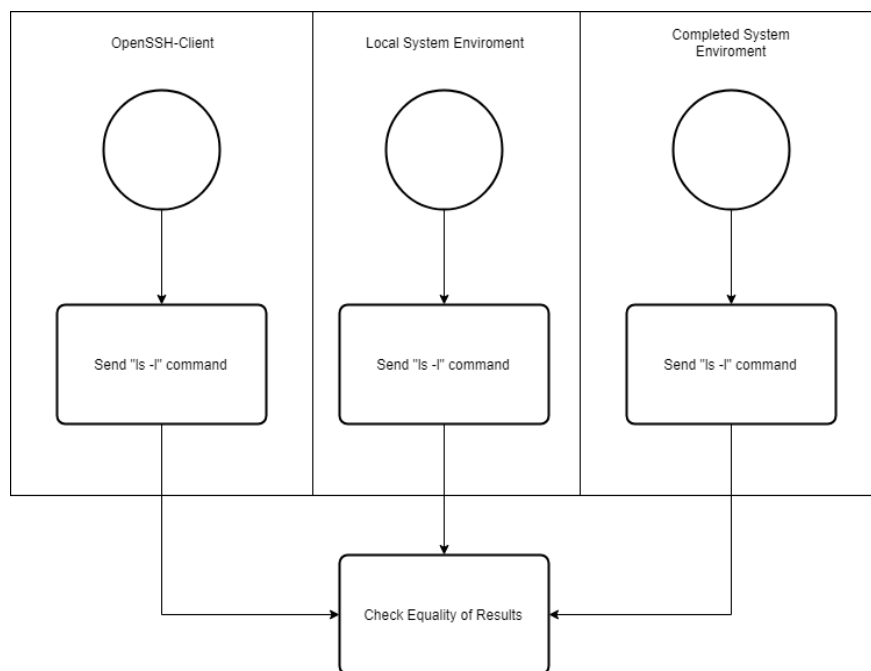 OpenSSH-Client
Local System Enviroment
Completed System
Enviroment
Send "ls -l" command
Send "ls -l" command
Send "ls -l" command
Check Equality of Results